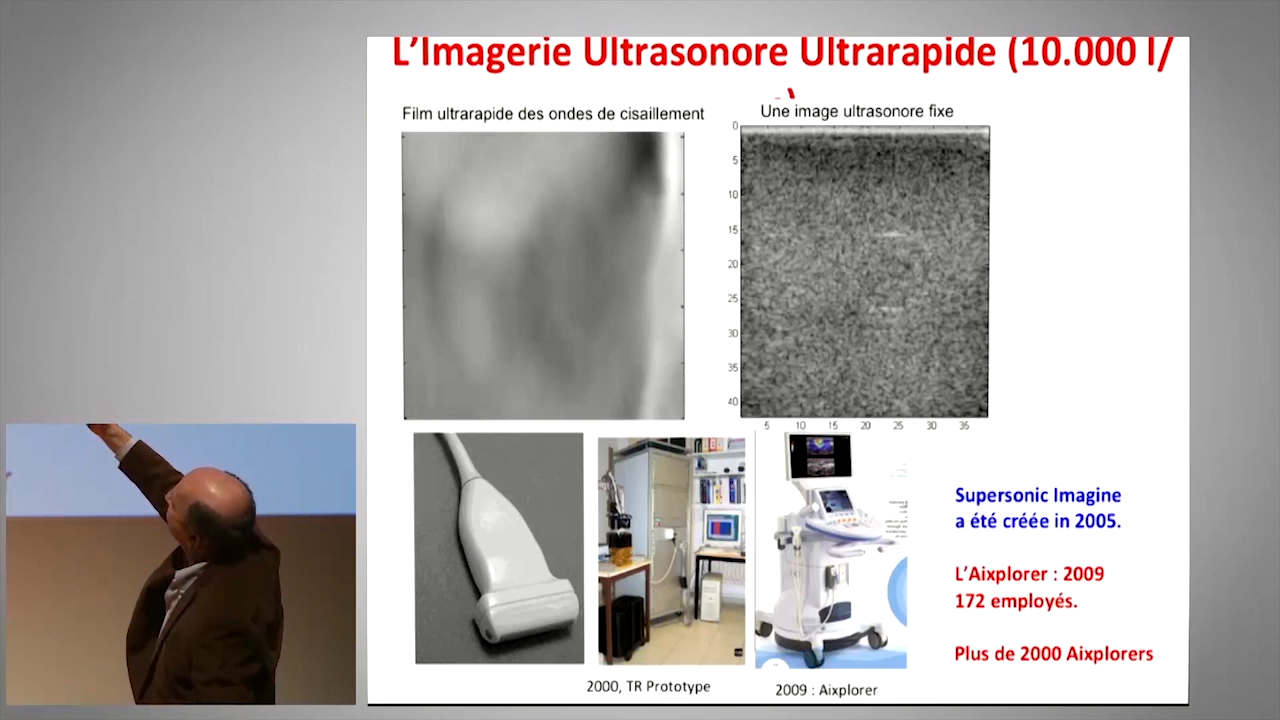 L’Imagerie Ultrasonore Ultrarapide (10.000 I/
Film ultrarapide des ondes de cisaillement
Une image ultrasonore fixe
0
5
10
15
20
25
30
35
40
5 10 15 20 25 30 35
Supersonic Imagine
a été créée in 2005.
L’Aixplorer : 2009
172 employés.
Plus de 2000 Aixplorers
2000, TR Prototype
2009 : Aixplorer